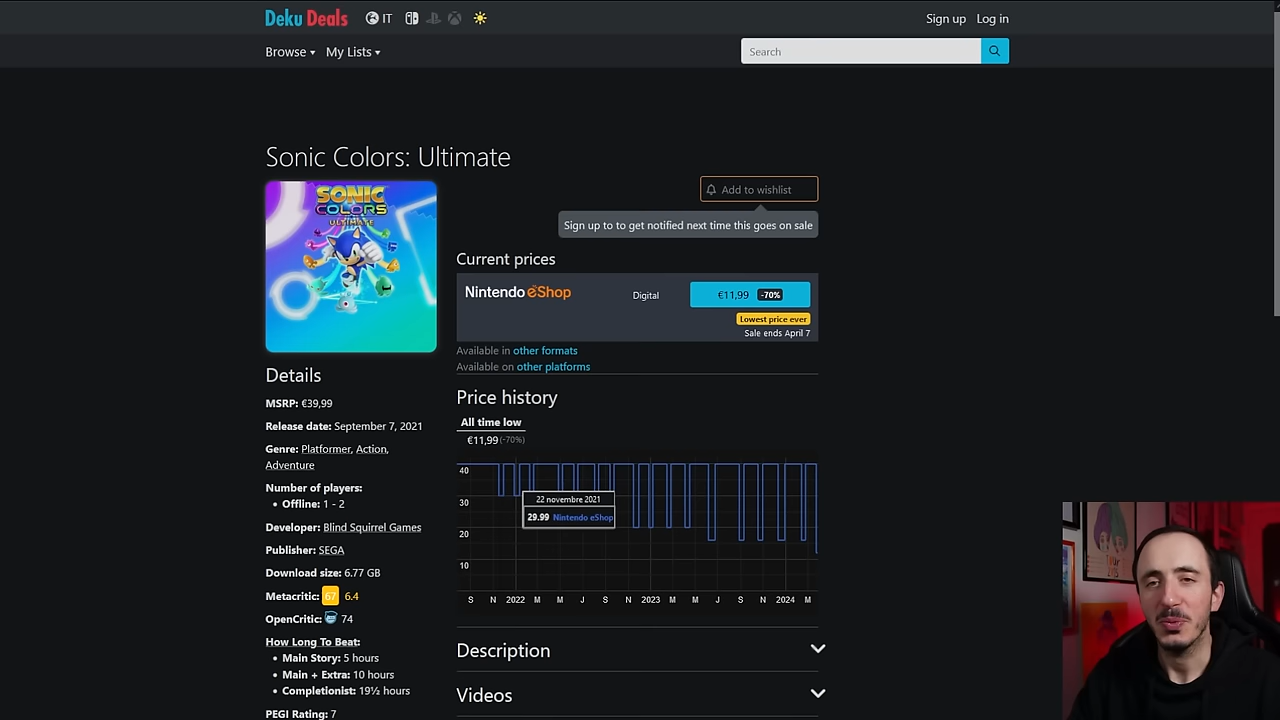 Deku Deals
IT
Sign up
Log in
Browse
My Lists
Search
Sonic Colors: Ultimate
SONIC
COLORS
ULTIMATE
Add to wishlist
Sign up to to get notified next time this goes on sale
Current prices
Nintendo eShop
Digital
€11,99 -70%
Lowest price ever
Sale ends April 7
Available in other formats
Available on other platforms
Details
MSRP: €39,99
Release date: September 7, 2021
Genre: Platformer, Action,
Adventure
Number of players:
• Offline: 1 - 2
Developer: Blind Squirrel Games
Publisher: SEGA
Download size: 6.77 GB
Metacritic: 67 6.4
OpenCritic: 74
How Long To Beat:
• Main Story: 5 hours
• Main + Extra: 10 hours
• Completionist: 19½ hours
PEGI Rating: 7
Price history
All time low
€11,99 (-70%)
40
30
20
10
22 novembre 2021
29.99 Nintendo eShop
S N 2022 M M J S N 2023 M M J S N 2024 M
Description
Videos